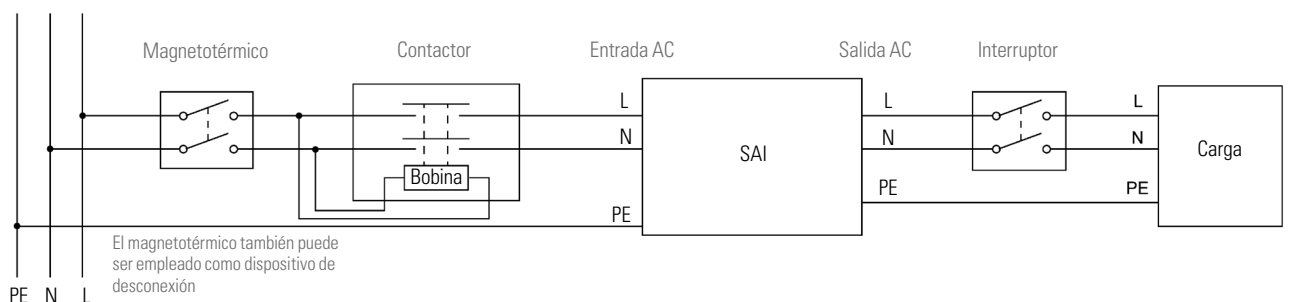 Magnetotérmico
Contactor
Entrada AC
Salida AC
Interruptor
L
L
L
N
N
N
Bobina
SAI
Carga
PE
PE
PE
El magnetotérmico también puede
ser empleado como dispositivo de
desconexión
PE N L